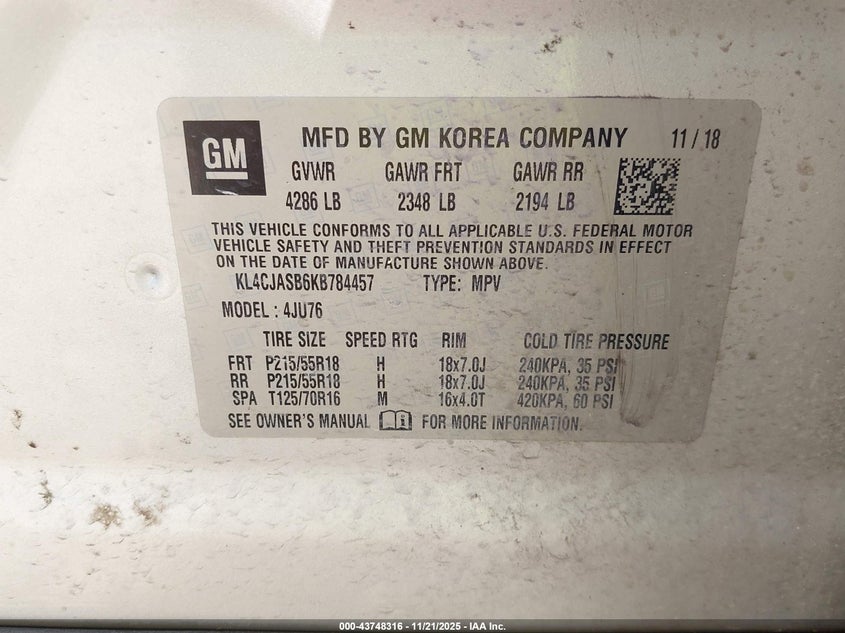 GM MFD BY GM KOREA COMPANY 11 / 18
GVWR GAWR FRT GAWR RR
4286 LB 2348 LB 2194 LB
THIS VEHICLE CONFORMS TO ALL APPLICABLE U.S. FEDERAL MOTOR
VEHICLE SAFETY AND THEFT PREVENTION STANDARDS IN EFFECT
ON THE DATE OF MANUFACTURE SHOWN ABOVE.
KL4CJASB6KB784457 TYPE: MPV
MODEL : 4JU76
TIRE SIZE SPEED RTG RIM COLD TIRE PRESSURE
FRT P215/55R18 H 18x7.0J 240KPA, 35 PSI
RR P215/55R18 H 18x7.0J 240KPA, 35 PSI
SPA T125/70R16 M 16x4.0T 420KPA, 60 PSI
SEE OWNER'S MANUAL FOR MORE INFORMATION.
000-43748316 - 11/21/2025 - IAA Inc.